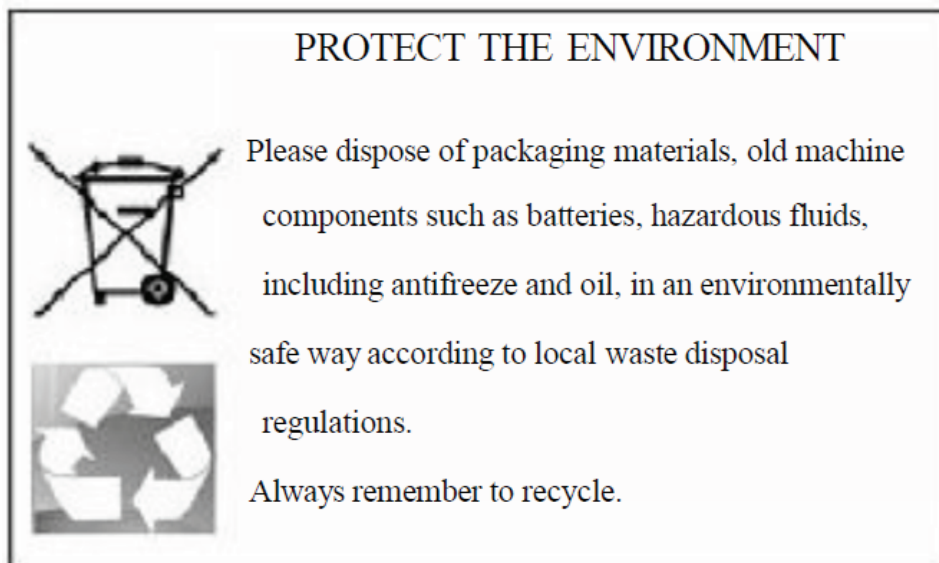 PROTECT THE ENVIRONMENT
Please dispose of packaging materials, old machine
components such as batteries, hazardous fluids,
including antifreeze and oil, in an environmentally
safe way according to local waste disposal
regulations.
Always remember to recycle.